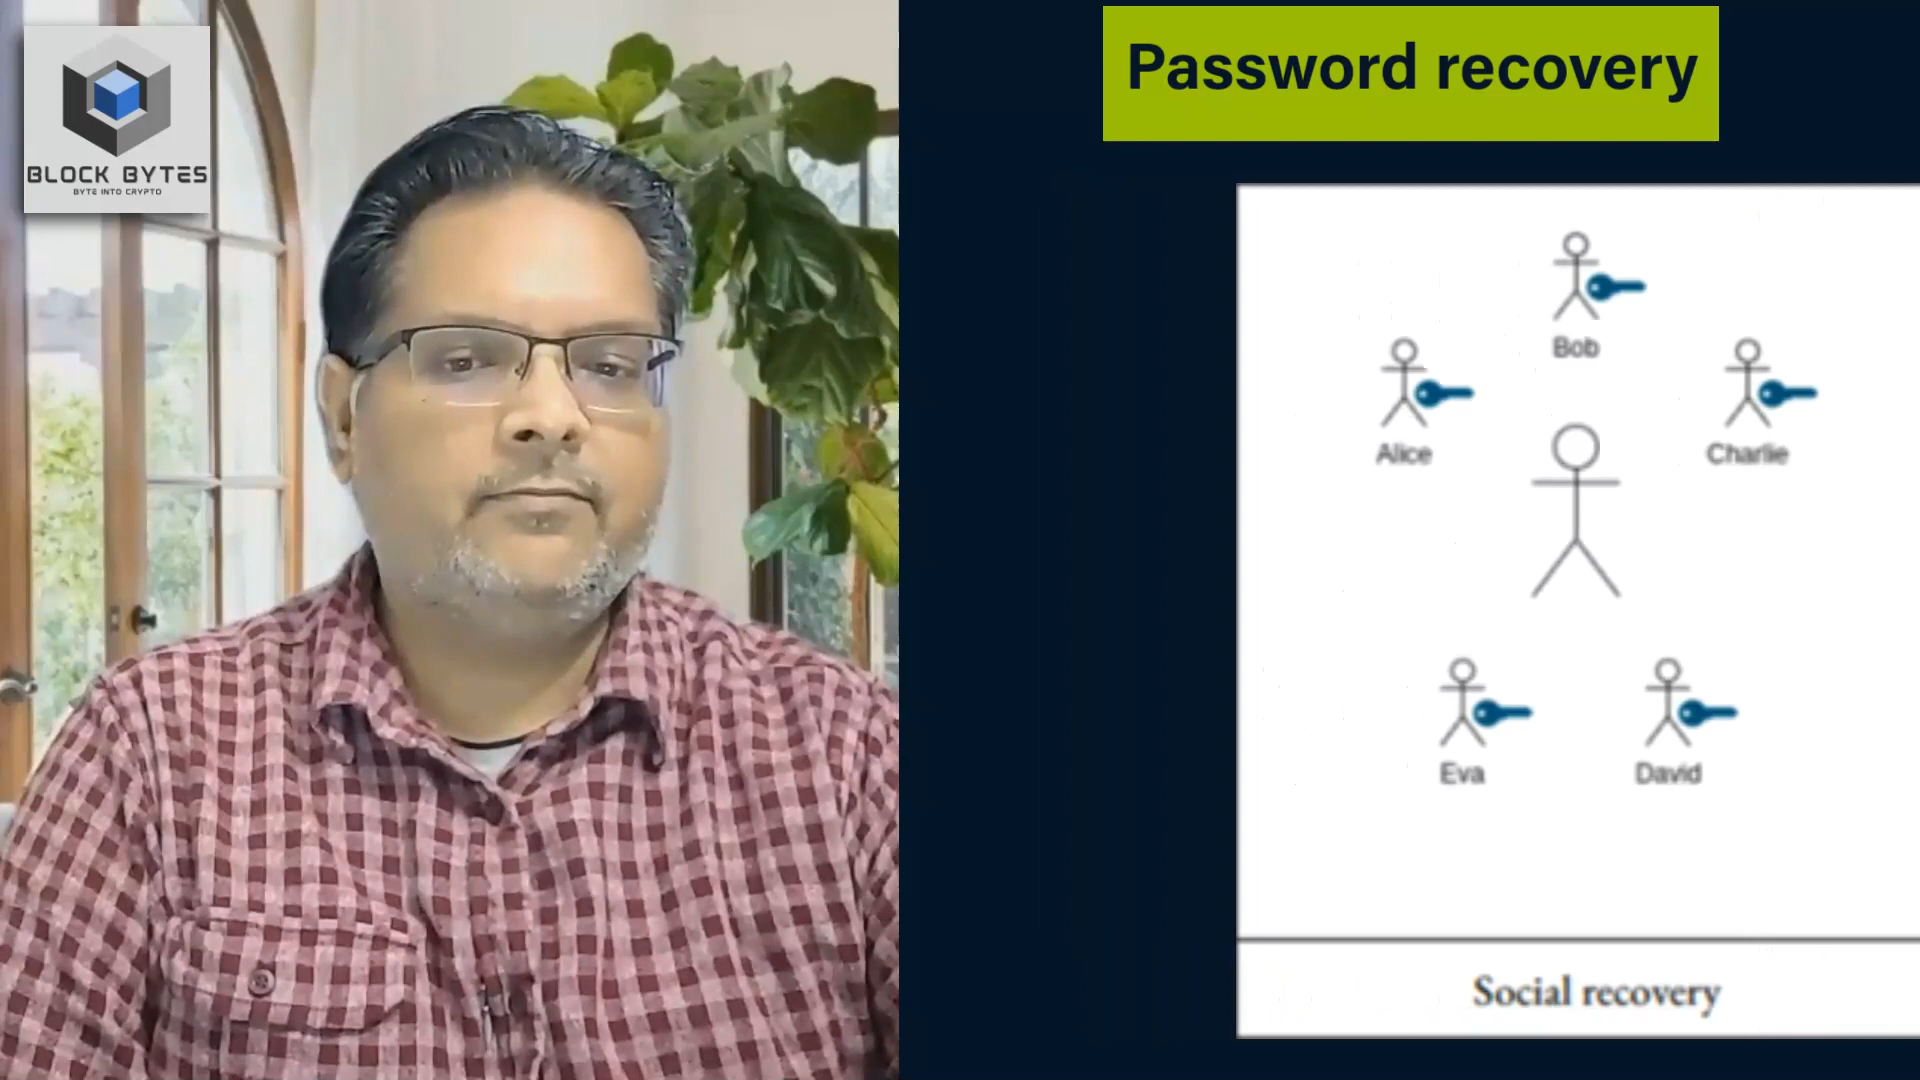 BLOCK BYTES
BYTE INTO CRYPTO
Password recovery
Bob
Alice
Charlie
Eva
David
Social recovery